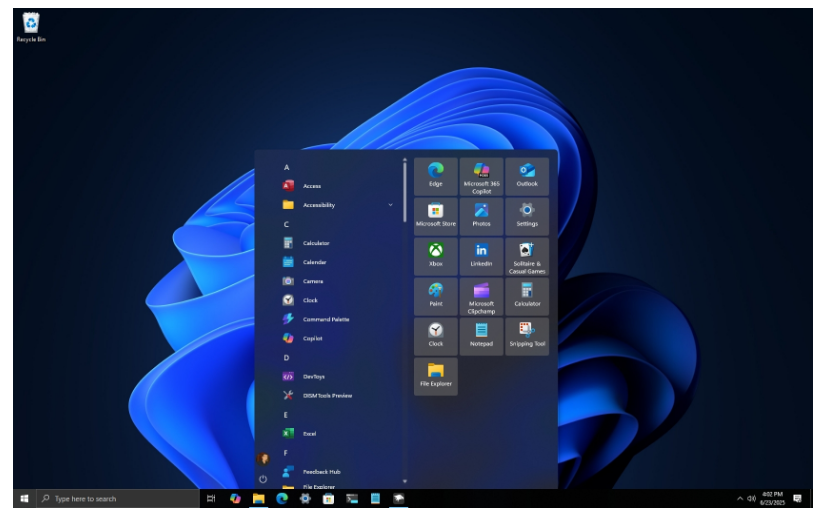 Recycle Bin
A
Access
Accessibility
C
Calculator
Calendar
Camera
Clock
Command Palette
Copilot
D
DevToys
DISMTools Preview
E
Excel
F
Feedback Hub
File Explorer
Edge
Microsoft 365
Copilot
Outlook
Microsoft Store
Photos
Settings
Xbox
LinkedIn
Solitaire &
Casual Games
Paint
Microsoft
Clipchamp
Calculator
Clock
Notepad
Snipping Tool
File Explorer
Type here to search
4:02 PM
6/23/2025